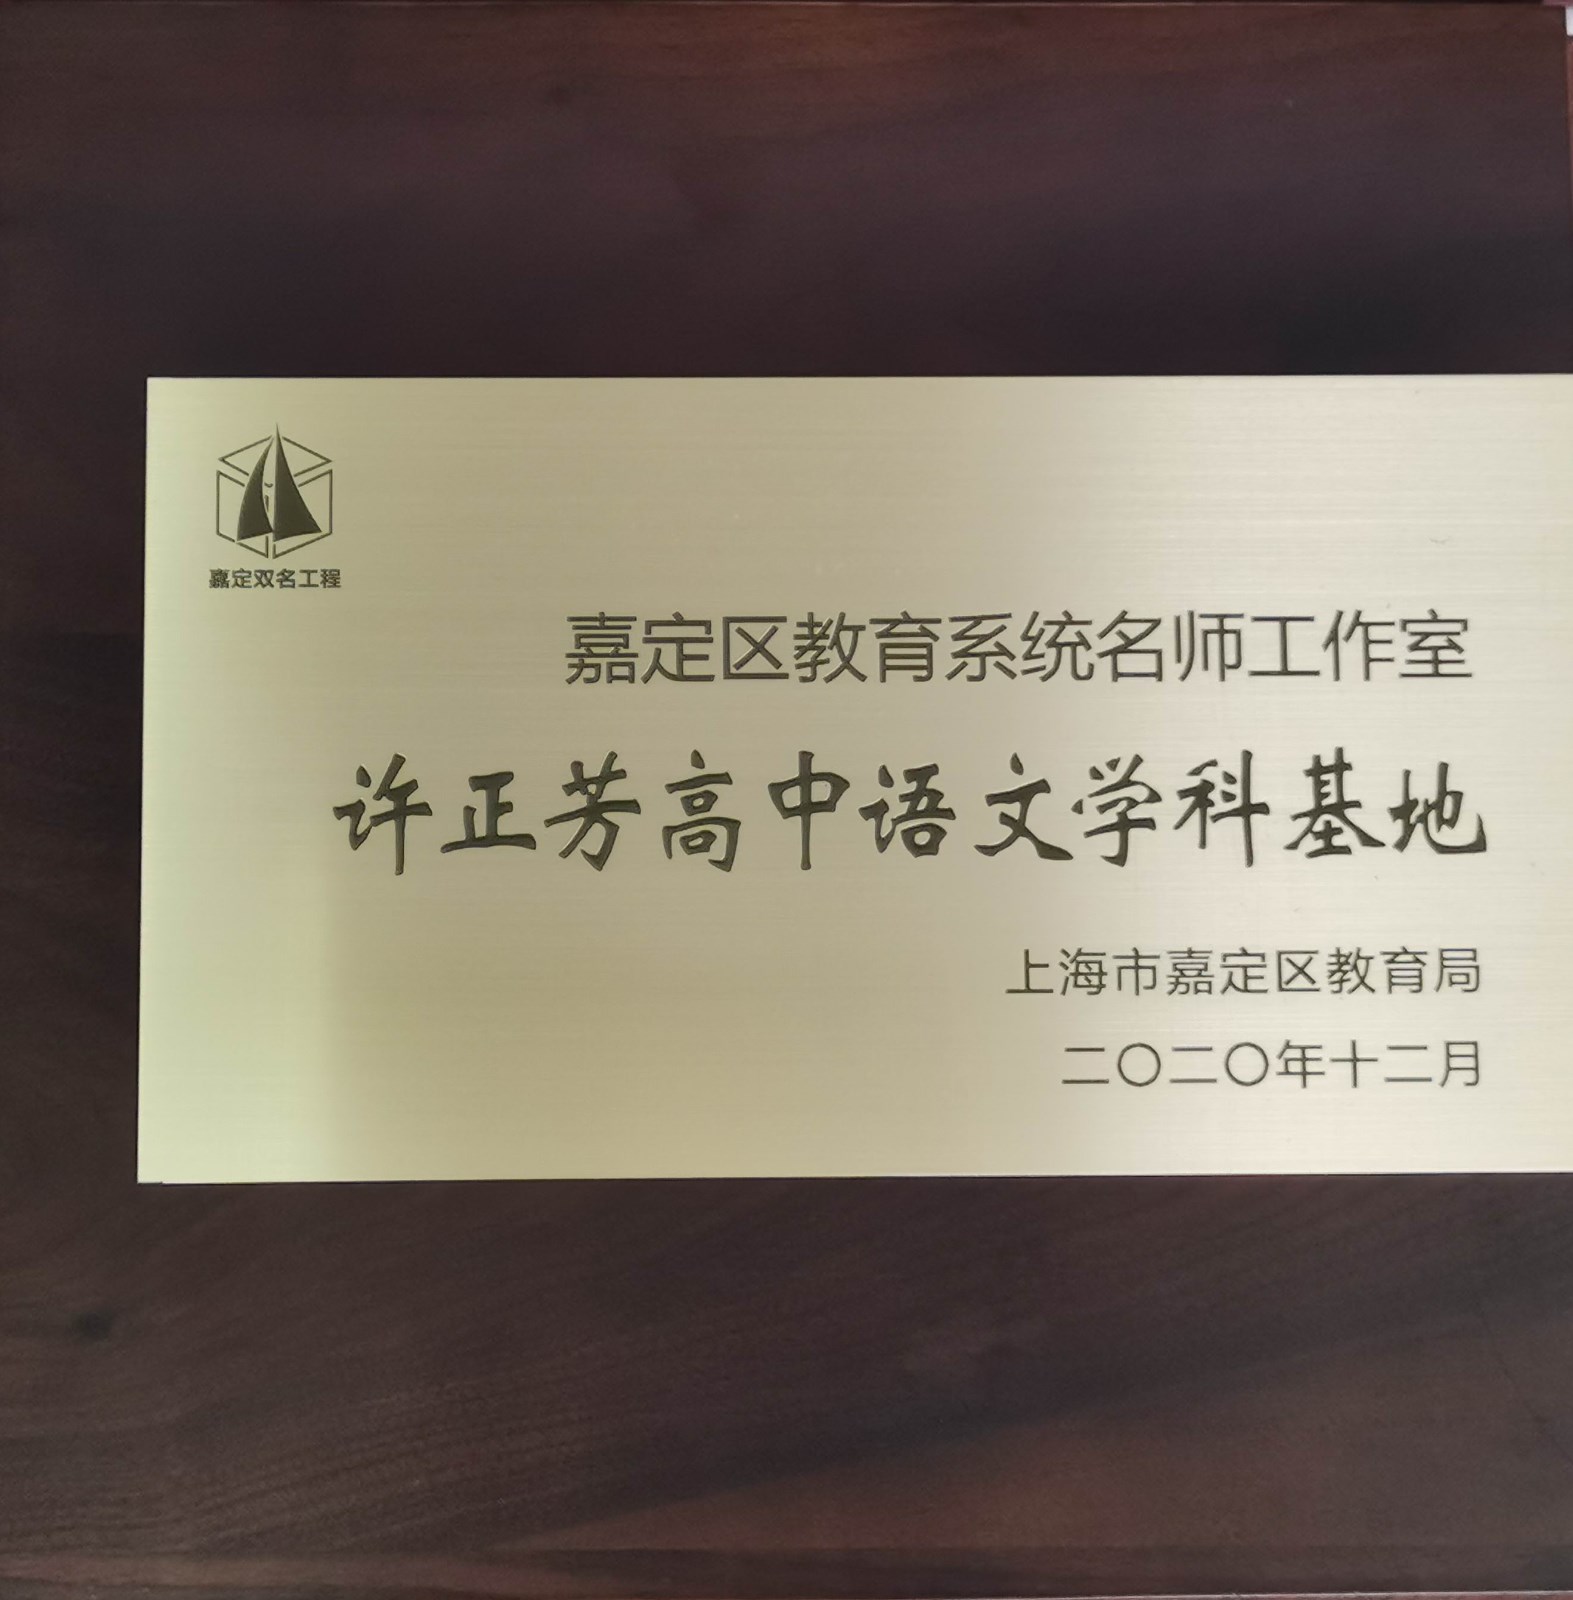 嘉定双名工程
嘉定区教育系统名师工作室
许正芳高中语文学科基地
上海市嘉定区教育局
二〇二〇年十二月